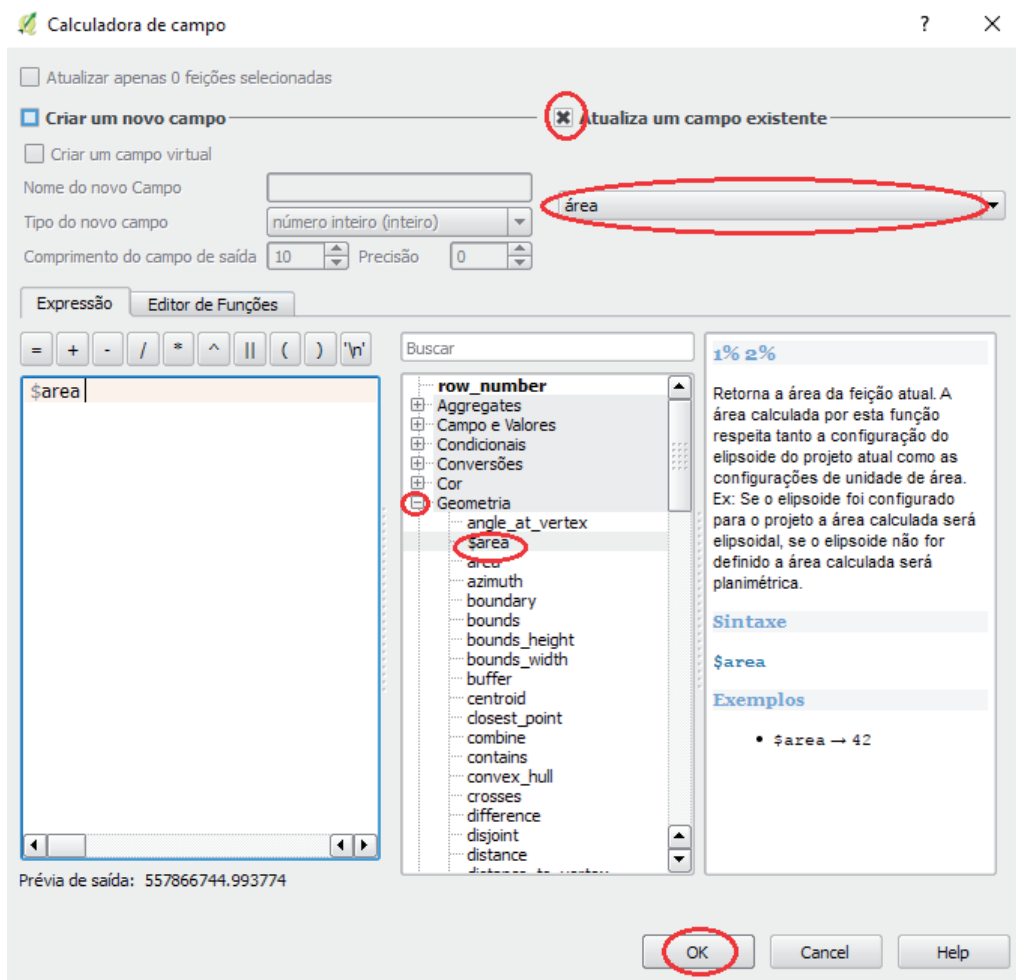 Calculadora de campo
?
Atualizar apenas 0 feições selecionadas
Criar um novo campo
Criar um campo virtual
Nome do novo Campo
Tipo do novo campo
número inteiro (inteiro)
Comprimento do campo de saída
10
Precisão
0
Atualiza um campo existente
área
Expressão
Editor de Funções
= + - / * ^ || ( ) '\n'
$area
Buscar
row_number
Aggregates
Campo e Valores
Condicionais
Conversões
Cor
Geometria
angle_at_vertex
$area
area
azimuth
boundary
bounds
bounds_height
bounds_width
buffer
centroid
closest_point
combine
contains
convex_hull
crosses
difference
disjoint
distance
distance_to_vertex
1% 2%
Retorna a área da feição atual. A
área calculada por esta função
respeita tanto a configuração do
elipsoide do projeto atual como as
configurações de unidade de área.
Ex: Se o elipsoide foi configurado
para o projeto a área calculada será
elipsoidal, se o elipsoide não for
definido a área calculada será
planimétrica.
Sintaxe
$area
Exemplos
• $area → 42
Prévia de saída: 557866744.993774
OK
Cancel
Help